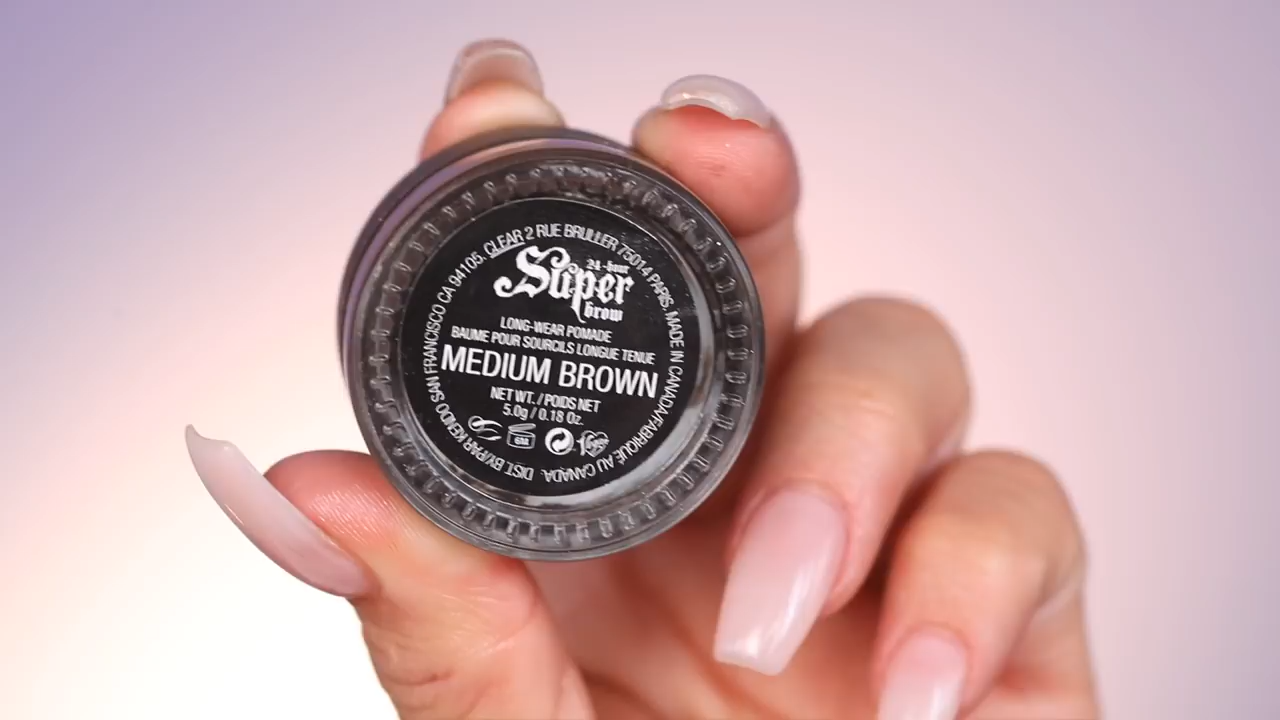 24-hour
Super
brow
LONG-WEAR POMADE
BAUME POUR SOURCILS LONGUE TENUE
MEDIUM BROWN
NET WT. / POIDS NET
5.0g / 0.18 Oz.
6M
DIST. BY/PAR KENDO SAN FRANCISCO CA 94105, CLEAR 2 RUE BRULLER 75014 PARIS, MADE IN CANADA/FABRIQUÉ AU CANADA.